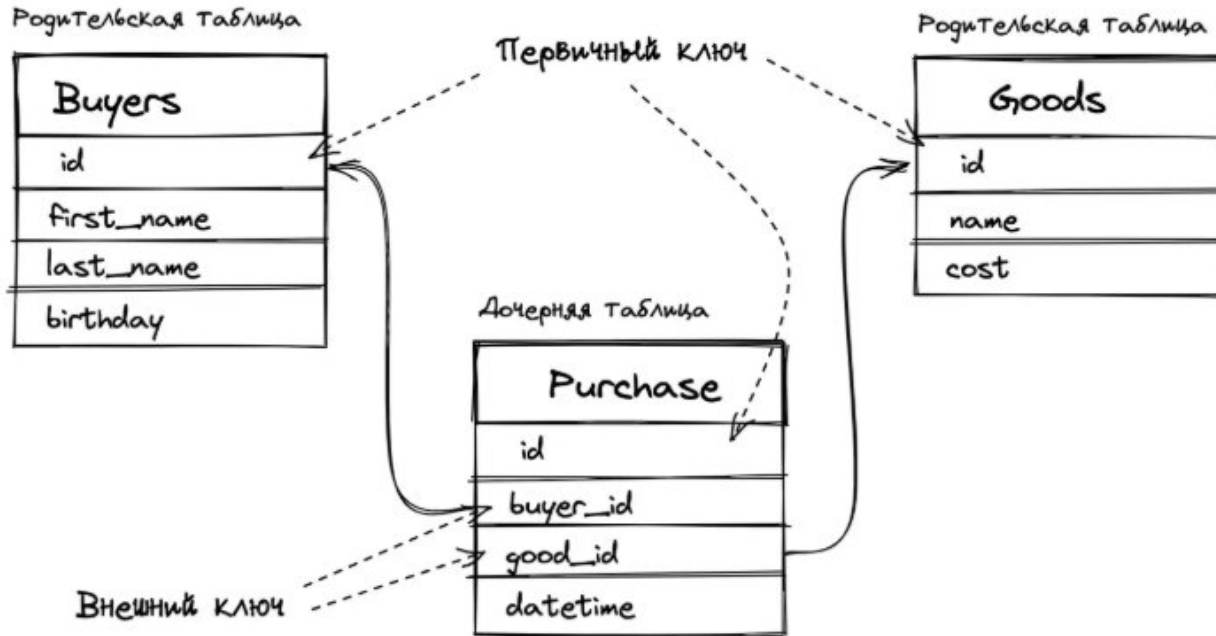 Родительская таблица
Buyers
id
first_name
last_name
birthday
Первичный ключ
Родительская таблица
Goods
id
name
cost
Дочерняя таблица
Purchase
id
buyer_id
good_id
datetime
Внешний ключ